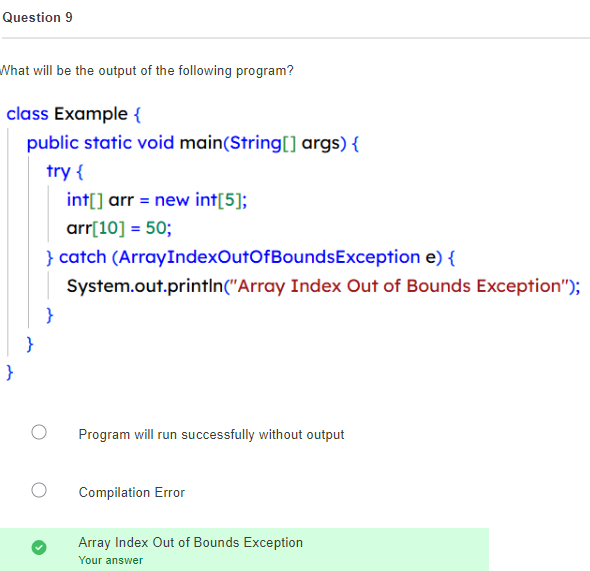 Question 9
What will be the output of the following program?
class Example {
public static void main(String[] args) {
try {
int[] arr = new int[5];
arr[10] = 50;
} catch (ArrayIndexOutOfBoundsException e) {
System.out.println("Array Index Out of Bounds Exception");
}
}
}
Program will run successfully without output
Compilation Error
Array Index Out of Bounds Exception
Your answer